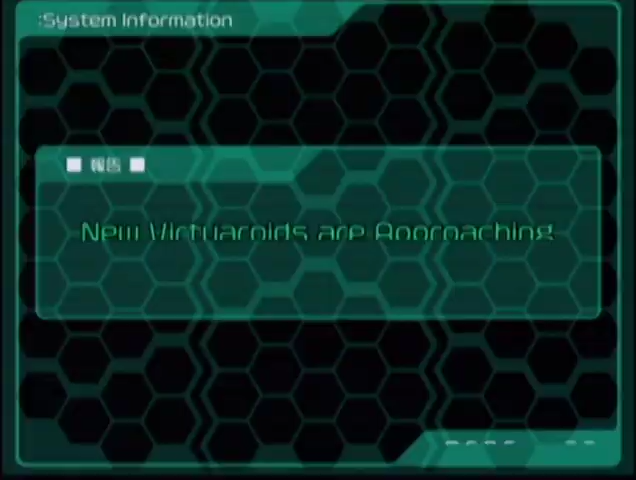 :System Information
■ 報告 ■
New Virtuaroids are Approaching